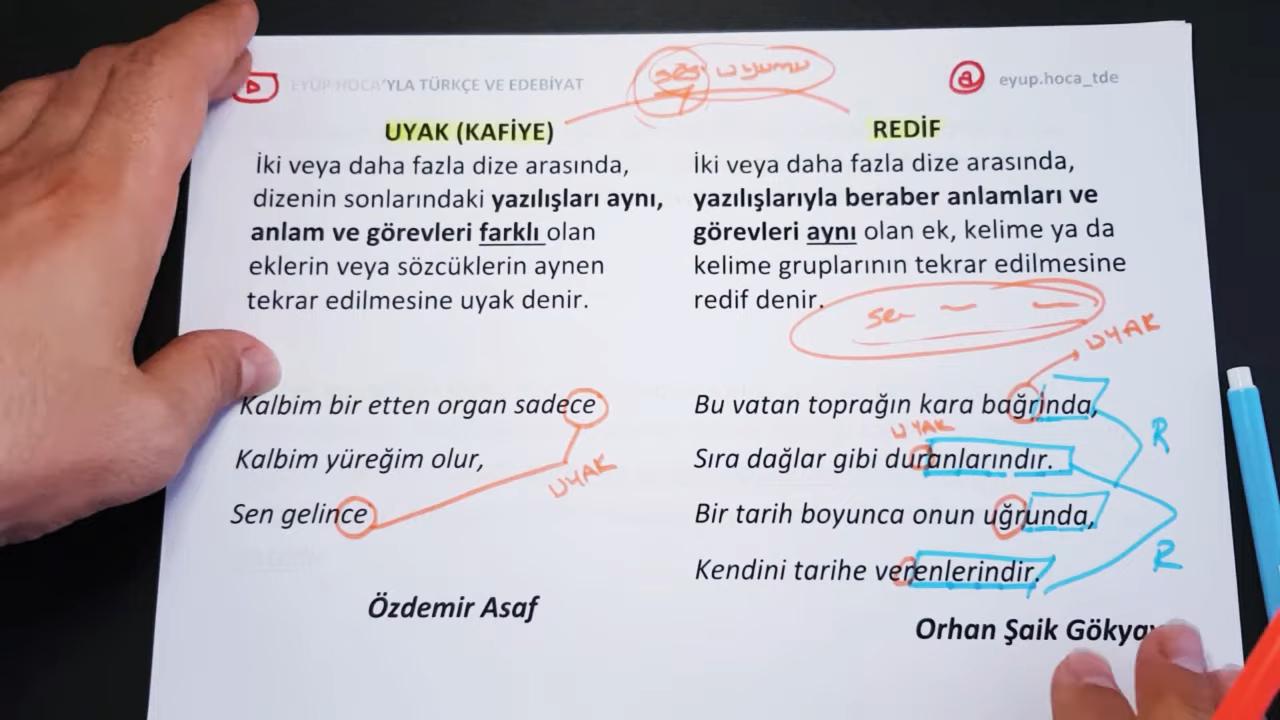 EYUP.HOCA'YLA TÜRKÇE VE EDEBİYAT
ses uyumu
eyup.hoca_tde
UYAK (KAFİYE)
İki veya daha fazla dize arasında,
dizenin sonlarındaki yazılışları aynı,
anlam ve görevleri farklı olan
eklerin veya sözcüklerin aynen
tekrar edilmesine uyak denir.
Kalbim bir etten organ sadece
Kalbim yüreğim olur,
UYAK
Sen gelince
Özdemir Asaf
REDİF
İki veya daha fazla dize arasında,
yazılışlarıyla beraber anlamları ve
görevleri aynı olan ek, kelime ya da
kelime gruplarının tekrar edilmesine
redif denir.
UYAK
Bu vatan toprağın kara bağrında,
UYAK
R
Sıra dağlar gibi duranlarındır.
Bir tarih boyunca onun uğrunda,
R
Kendini tarihe verenlerindir.
Orhan Şaik Gökyay